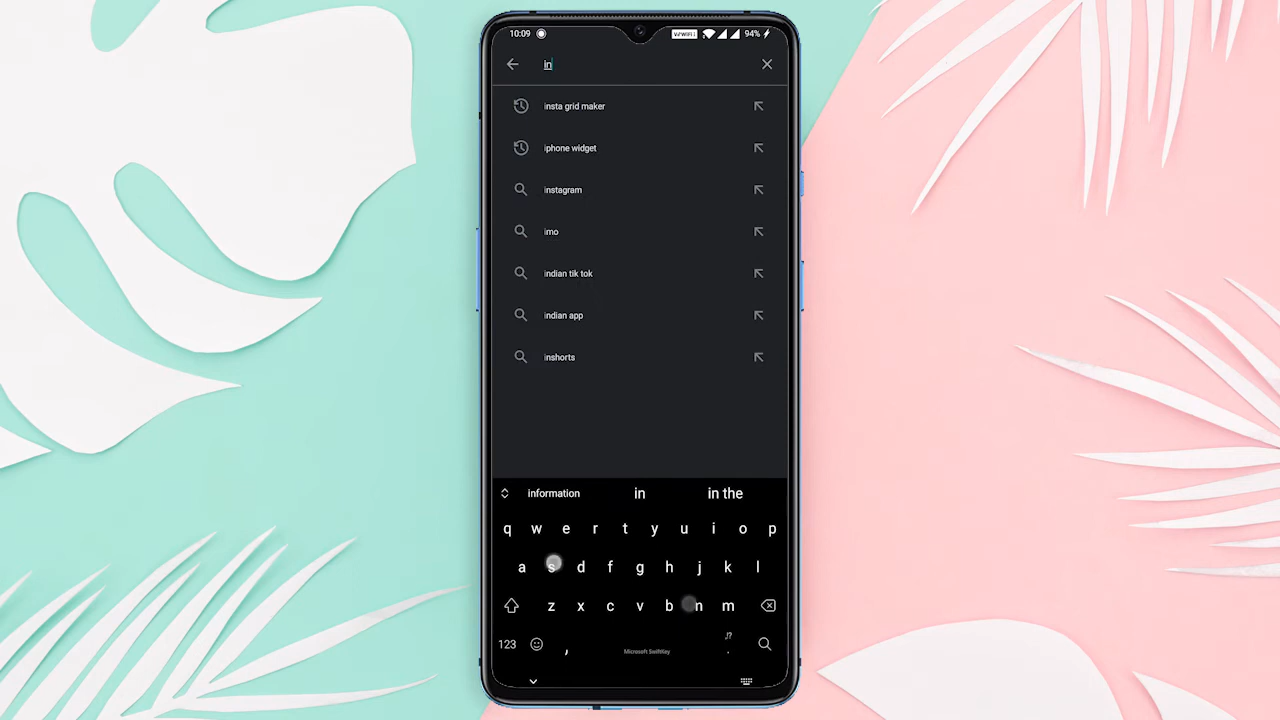 10:09 VoWiFi 94%
in
insta grid maker
iphone widget
instagram
imo
indian tik tok
indian app
inshorts
information in in the
q w e r t y u i o p
a s d f g h j k l
z x c v b n m
!?
123 , Microsoft SwiftKey .